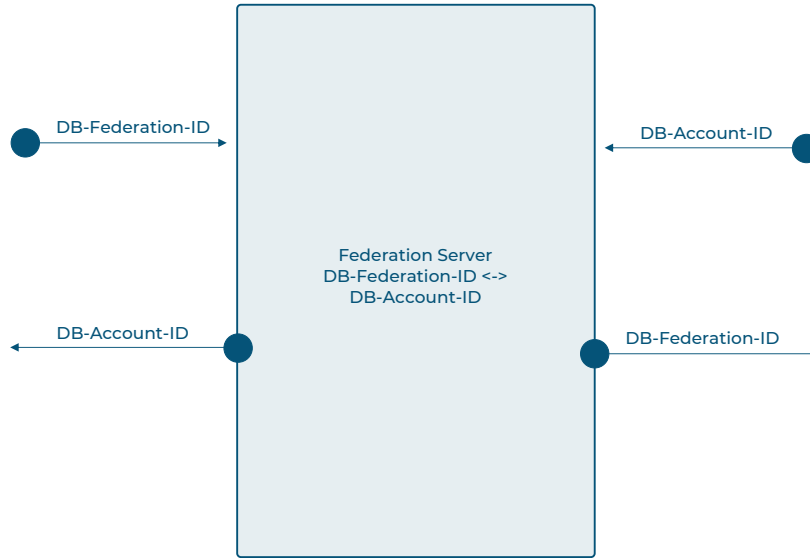 DB-Federation-ID
DB-Account-ID
Federation Server
DB-Federation-ID <->
DB-Account-ID
DB-Account-ID
DB-Federation-ID